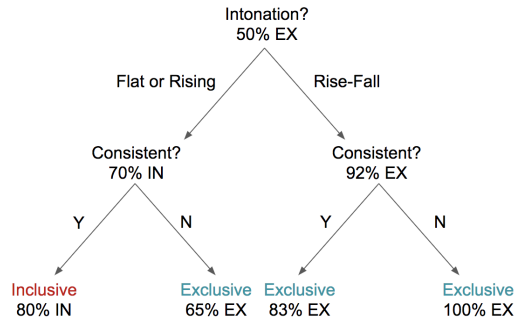 Intonation?
50% EX
Flat or Rising
Rise-Fall
Consistent?
70% IN
Consistent?
92% EX
Y
N
Y
N
Inclusive
80% IN
Exclusive
65% EX
Exclusive
83% EX
Exclusive
100% EX